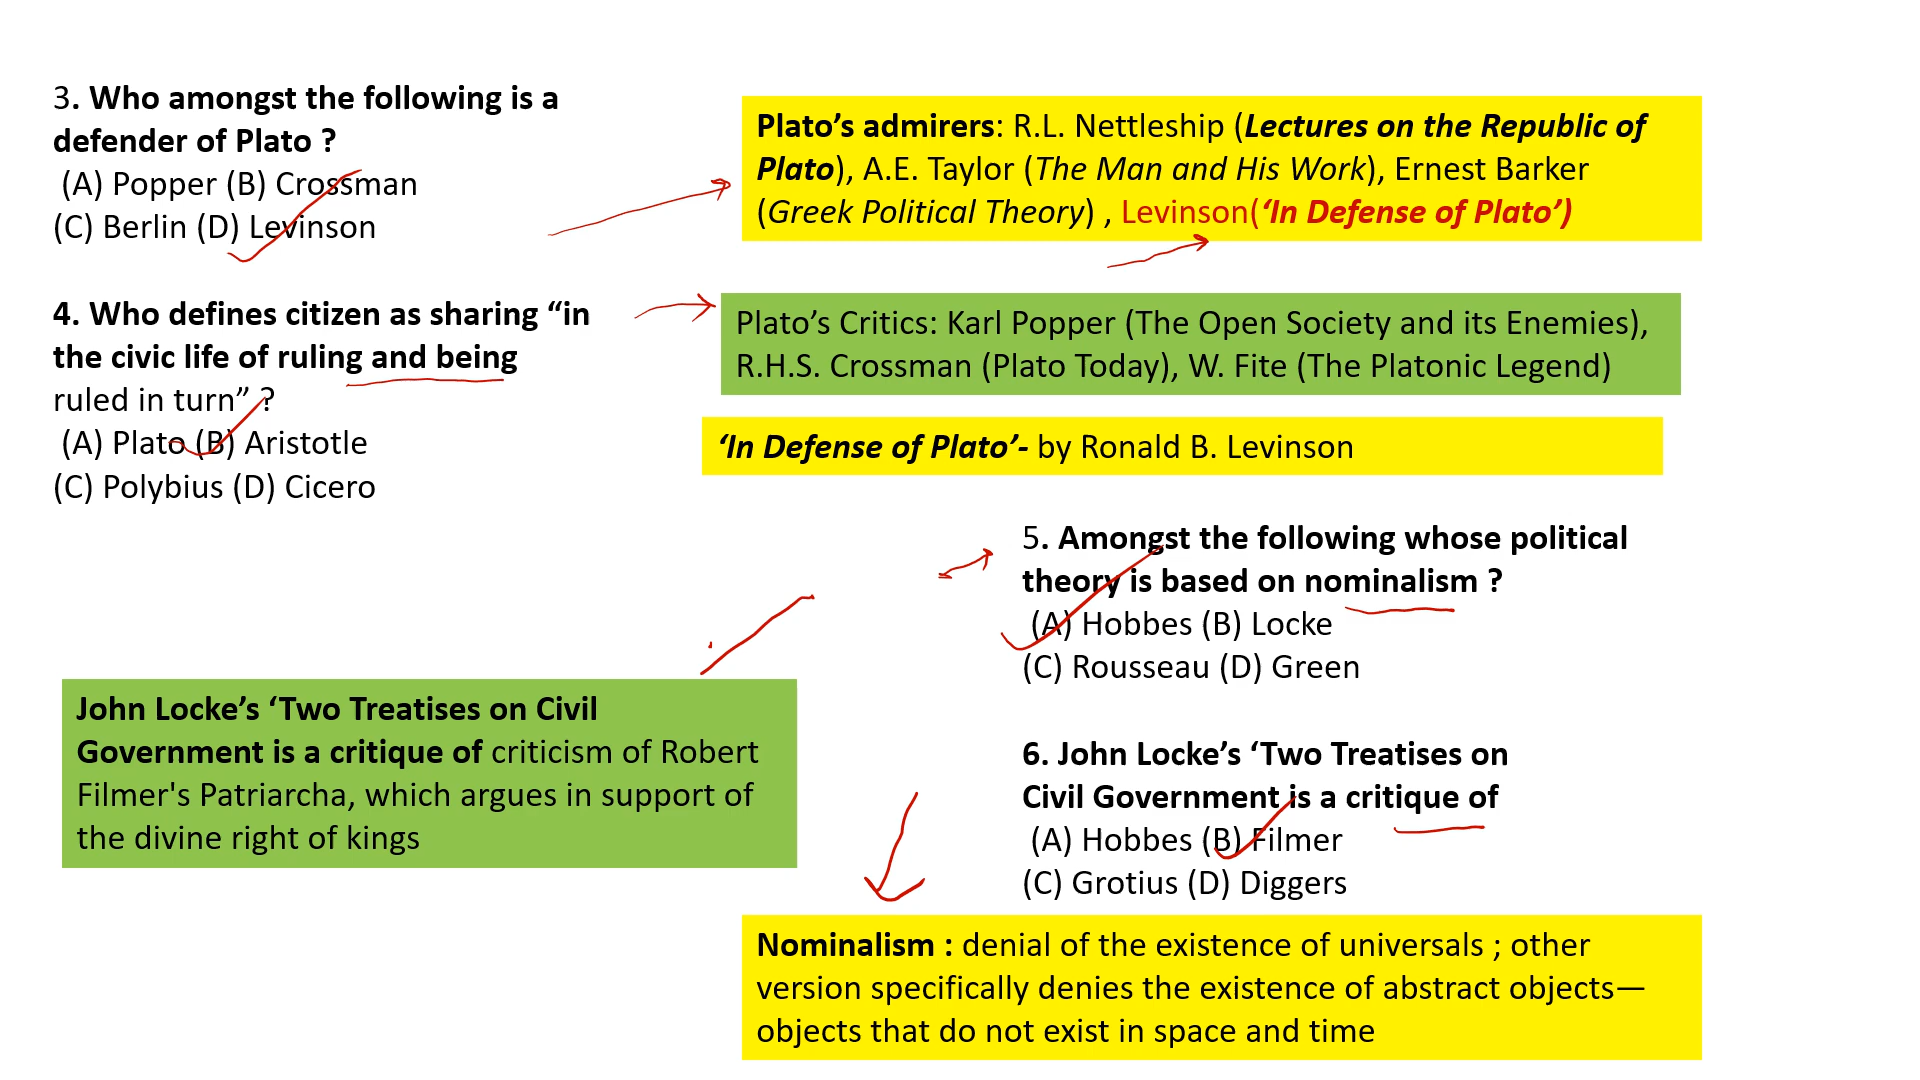 3. Who amongst the following is a
defender of Plato ?
(A) Popper (B) Crossman
(C) Berlin (D) Levinson
4. Who defines citizen as sharing “in
the civic life of ruling and being
ruled in turn” ?
(A) Plato (B) Aristotle
(C) Polybius (D) Cicero
Plato’s admirers: R.L. Nettleship (Lectures on the Republic of
Plato), A.E. Taylor (The Man and His Work), Ernest Barker
(Greek Political Theory) , Levinson(‘In Defense of Plato’)
Plato’s Critics: Karl Popper (The Open Society and its Enemies),
R.H.S. Crossman (Plato Today), W. Fite (The Platonic Legend)
‘In Defense of Plato’- by Ronald B. Levinson
5. Amongst the following whose political
theory is based on nominalism ?
(A) Hobbes (B) Locke
(C) Rousseau (D) Green
6. John Locke’s ‘Two Treatises on
Civil Government is a critique of
(A) Hobbes (B) Filmer
(C) Grotius (D) Diggers
John Locke’s ‘Two Treatises on Civil
Government is a critique of criticism of Robert
Filmer's Patriarcha, which argues in support of
the divine right of kings
Nominalism : denial of the existence of universals ; other
version specifically denies the existence of abstract objects—
objects that do not exist in space and time